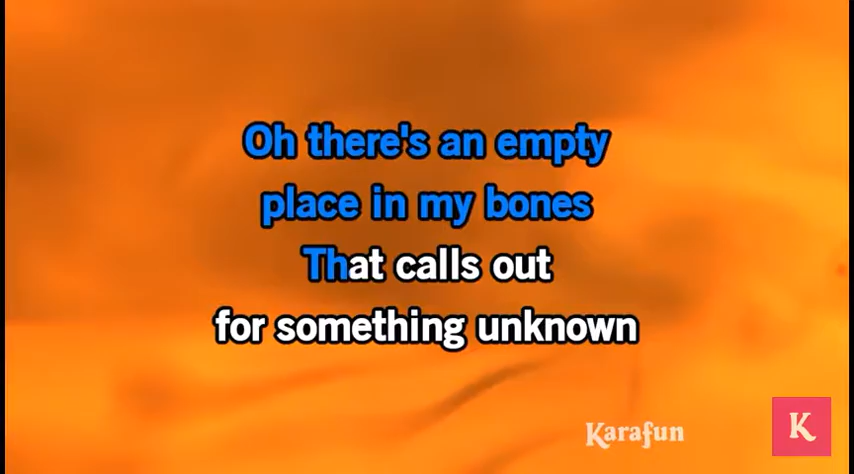 Oh there's an empty
place in my bones
That calls out
for something unknown
Karafun
K